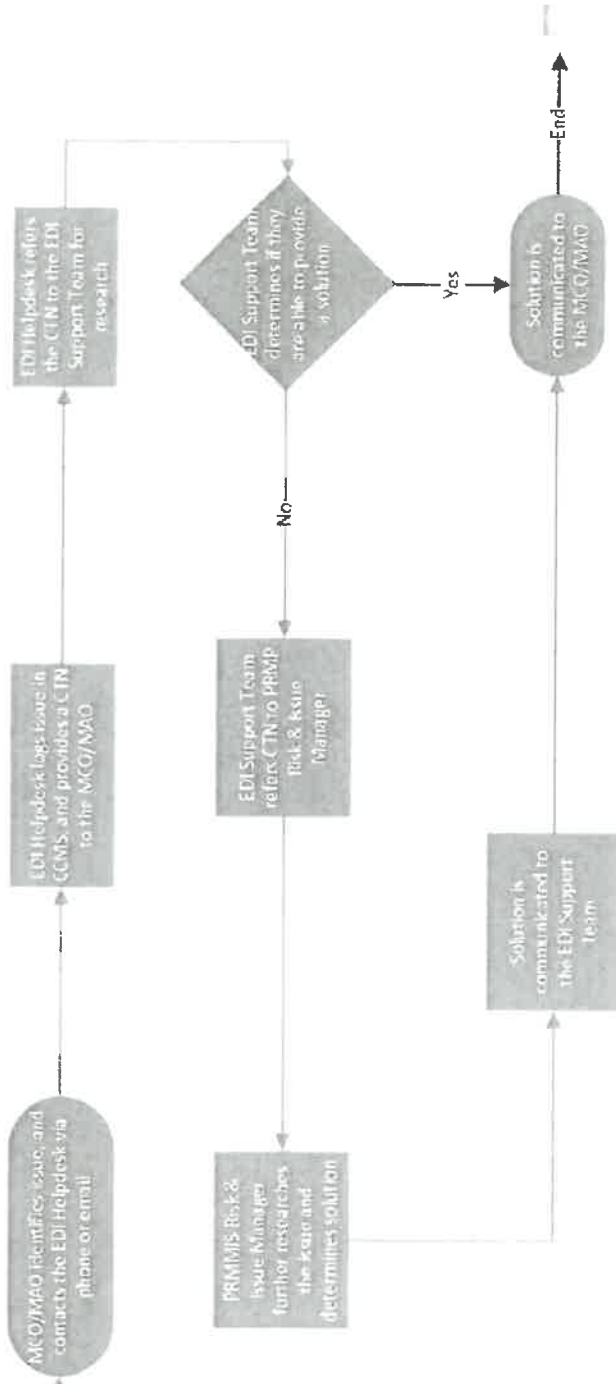 MCO/MAO identifies issue, and
contacts the EDI Helpdesk via
phone or email
EDI Helpdesk logs issue in
CCMS, and provides a CTN
to the MCO/MAO
EDI Helpdesk refers
the CTN to the EDI
Support Team for
research
EDI Support Team
determines if they
are able to provide
a solution
No
EDI Support Team
refers CTN to PRMP
Risk & Issue
Manager
PRMMIS Risk &
Issue Manager
further researches
the issue and
determines solution
Solution is
communicated to
the EDI Support
Team
Yes
Solution is
communicated to
the MCO/MAO
End